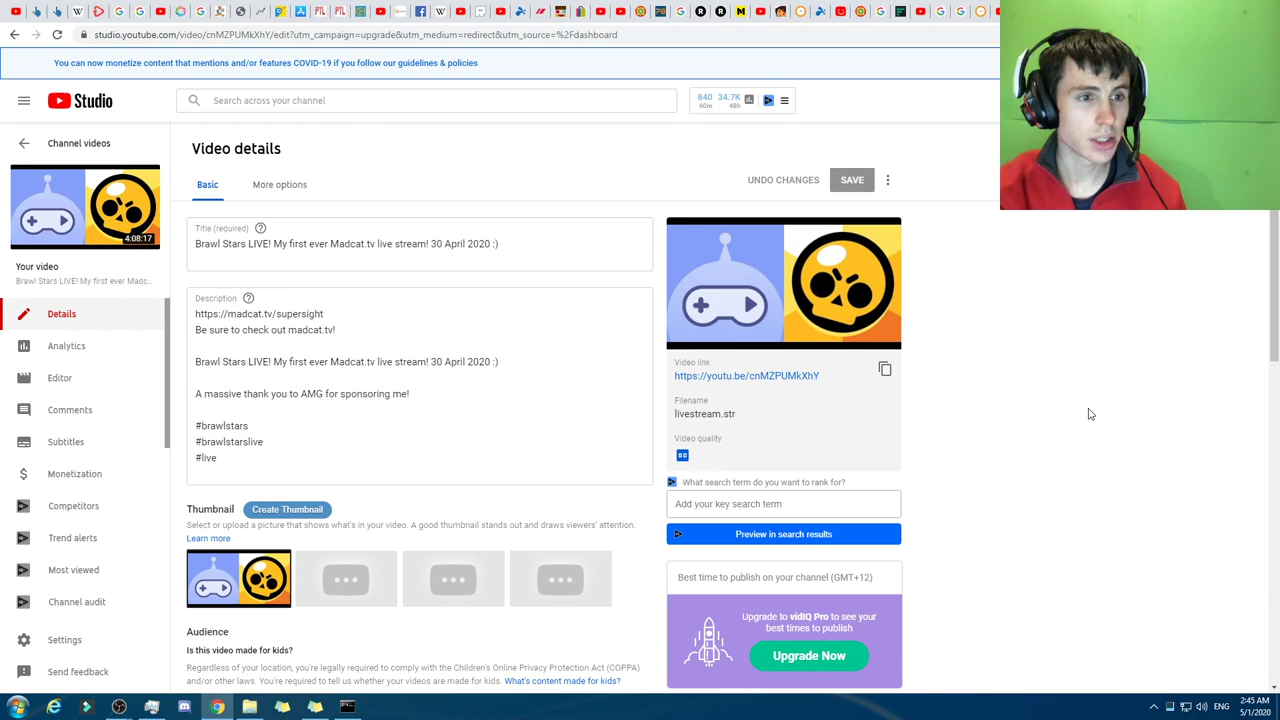 studio.youtube.com/video/cnMZPUMkXhY/edit?utm_campaign=upgrade&utm_medium=redirect&utm_source=%2Fdashboard
You can now monetize content that mentions and/or features COVID-19 if you follow our guidelines & policies
Studio
Search across your channel
840
60m
34.7K
48h
Channel videos
4:08:17
Your video
Brawl Stars LIVE! My first ever Madc...
Details
Analytics
Editor
Comments
Subtitles
Monetization
Competitors
Trend alerts
Most viewed
Channel audit
Settings
Send feedback
Video details
Basic
More options
UNDO CHANGES
SAVE
Title (required)
Brawl Stars LIVE! My first ever Madcat.tv live stream! 30 April 2020 :)
Description
https://madcat.tv/supersight
Be sure to check out madcat.tv!
Brawl Stars LIVE! My first ever Madcat.tv live stream! 30 April 2020 :)
A massive thank you to AMG for sponsoring me!
#brawlstars
#brawlstarslive
#live
Thumbnail
Create Thumbnail
Select or upload a picture that shows what's in your video. A good thumbnail stands out and draws viewers' attention.
Learn more
Audience
Is this video made for kids?
Regardless of your location, you're legally required to comply with the Children's Online Privacy Protection Act (COPPA)
and/or other laws. You're required to tell us whether your videos are made for kids. What's content made for kids?
Video link
https://youtu.be/cnMZPUMkXhY
Filename
livestream.str
Video quality
What search term do you want to rank for?
Add your key search term
Preview in search results
Best time to publish on your channel (GMT+12)
Upgrade to vidIQ Pro to see your
best times to publish
Upgrade Now
ENG
2:45 AM
5/1/2020